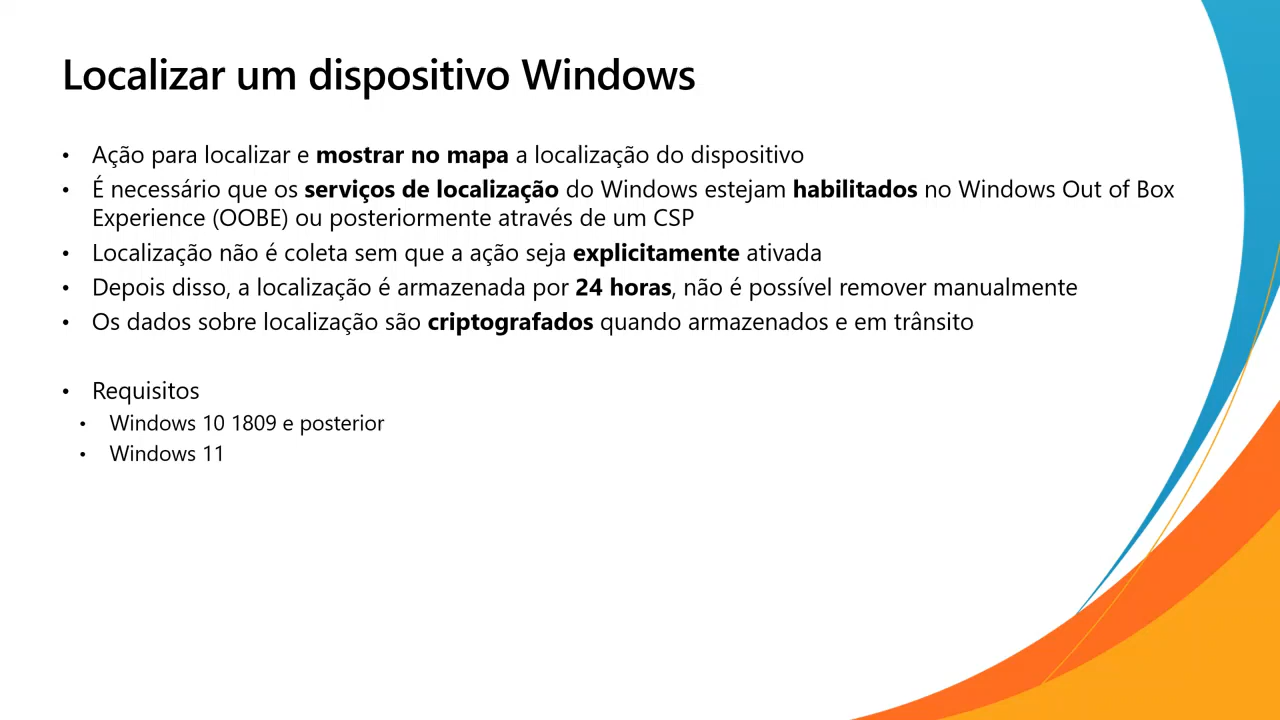 Localizar um dispositivo Windows
• Ação para localizar e mostrar no mapa a localização do dispositivo
• É necessário que os serviços de localização do Windows estejam habilitados no Windows Out of Box
Experience (OOBE) ou posteriormente através de um CSP
• Localização não é coleta sem que a ação seja explicitamente ativada
• Depois disso, a localização é armazenada por 24 horas, não é possível remover manualmente
• Os dados sobre localização são criptografados quando armazenados e em trânsito
• Requisitos
• Windows 10 1809 e posterior
• Windows 11